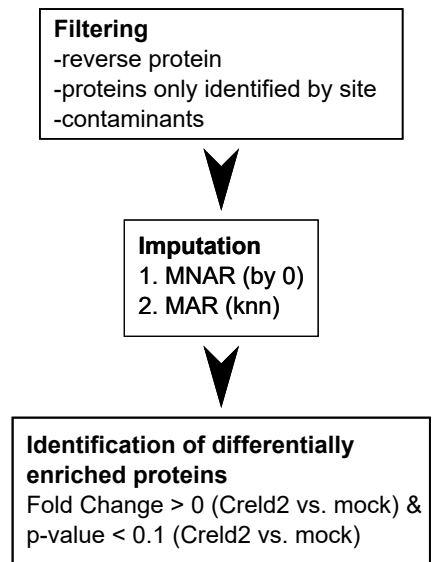 Filtering
-reverse protein
-proteins only identified by site
-contaminants
Imputation
1. MNAR (by 0)
2. MAR (knn)
Identification of differentially
enriched proteins
Fold Change > 0 (Creld2 vs. mock) &
p-value < 0.1 (Creld2 vs. mock)